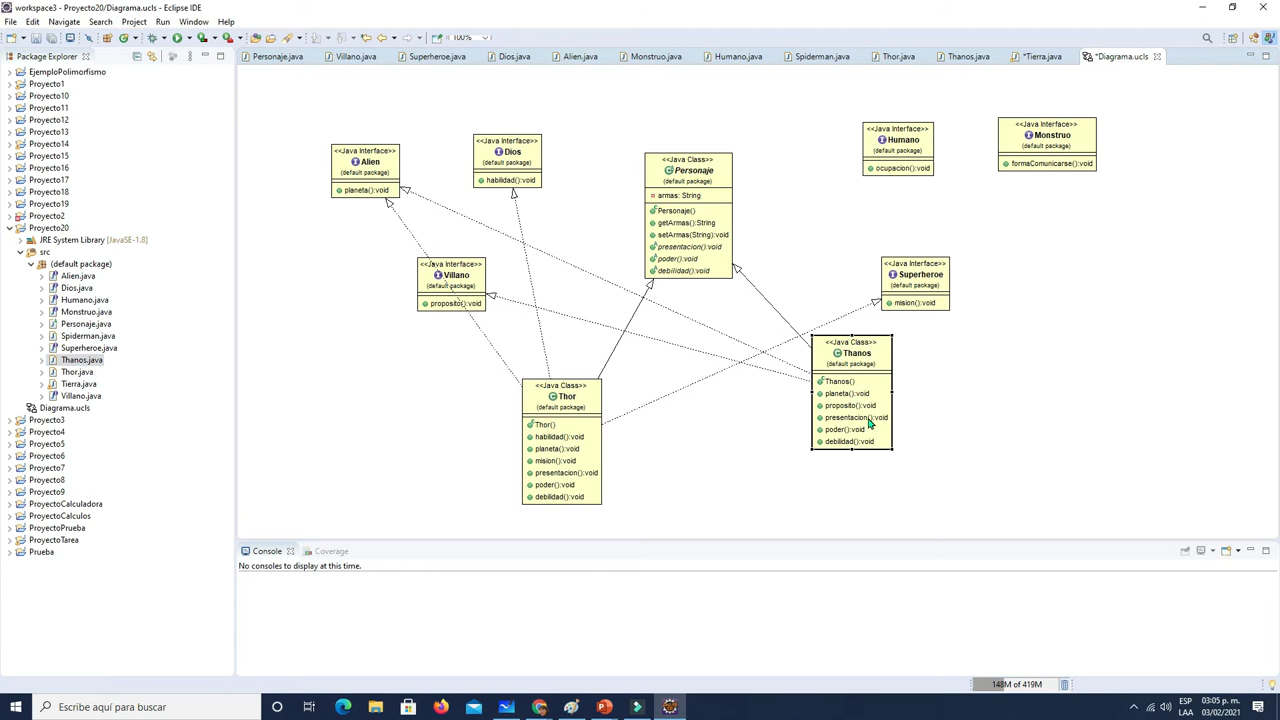 workspace3 - Proyecto20/Diagrama.ucls - Eclipse IDE
File Edit Navigate Search Project Run Window Help
100%
Package Explorer
Personaje.java Villano.java Superheroe.java Dios.java Alien.java Monstruo.java Humano.java Spiderman.java Thor.java Thanos.java *Tierra.java *Diagrama.ucls
EjemploPolimorfismo
Proyecto1
Proyecto10
Proyecto11
Proyecto12
Proyecto13
Proyecto14
Proyecto15
Proyecto16
Proyecto17
Proyecto18
Proyecto19
Proyecto2
Proyecto20
JRE System Library [JavaSE-1.8]
src
(default package)
Alien.java
Dios.java
Humano.java
Monstruo.java
Personaje.java
Spiderman.java
Superheroe.java
Thanos.java
Thor.java
Tierra.java
Villano.java
Diagrama.ucls
Proyecto3
Proyecto4
Proyecto5
Proyecto6
Proyecto7
Proyecto8
Proyecto9
ProyectoCalculadora
ProyectoCalculos
ProyectoPrueba
ProyectoTarea
Prueba
<<Java Interface>>
Alien
(default package)
planeta():void
<<Java Interface>>
Dios
(default package)
habilidad():void
<<Java Class>>
Personaje
(default package)
armas: String
Personaje()
getArmas():String
setArmas(String):void
presentacion():void
poder():void
debilidad():void
<<Java Interface>>
Humano
(default package)
ocupacion():void
<<Java Interface>>
Monstruo
(default package)
formaComunicarse():void
<<Java Interface>>
Villano
(default package)
proposito():void
<<Java Interface>>
Superheroe
(default package)
mision():void
<<Java Class>>
Thor
(default package)
Thor()
habilidad():void
planeta():void
mision():void
presentacion():void
poder():void
debilidad():void
<<Java Class>>
Thanos
(default package)
Thanos()
planeta():void
proposito():void
presentacion():void
poder():void
debilidad():void
Console Coverage
No consoles to display at this time.
148M of 419M
Escribe aquí para buscar
ESP 03:05 p. m.
LAA 03/02/2021